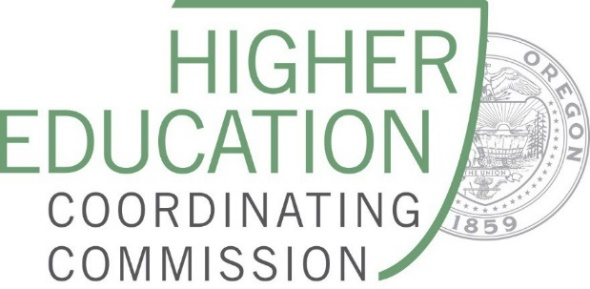 HIGHER
EDUCATION
COORDINATING
COMMISSION
OREGON
THE UNION
1859